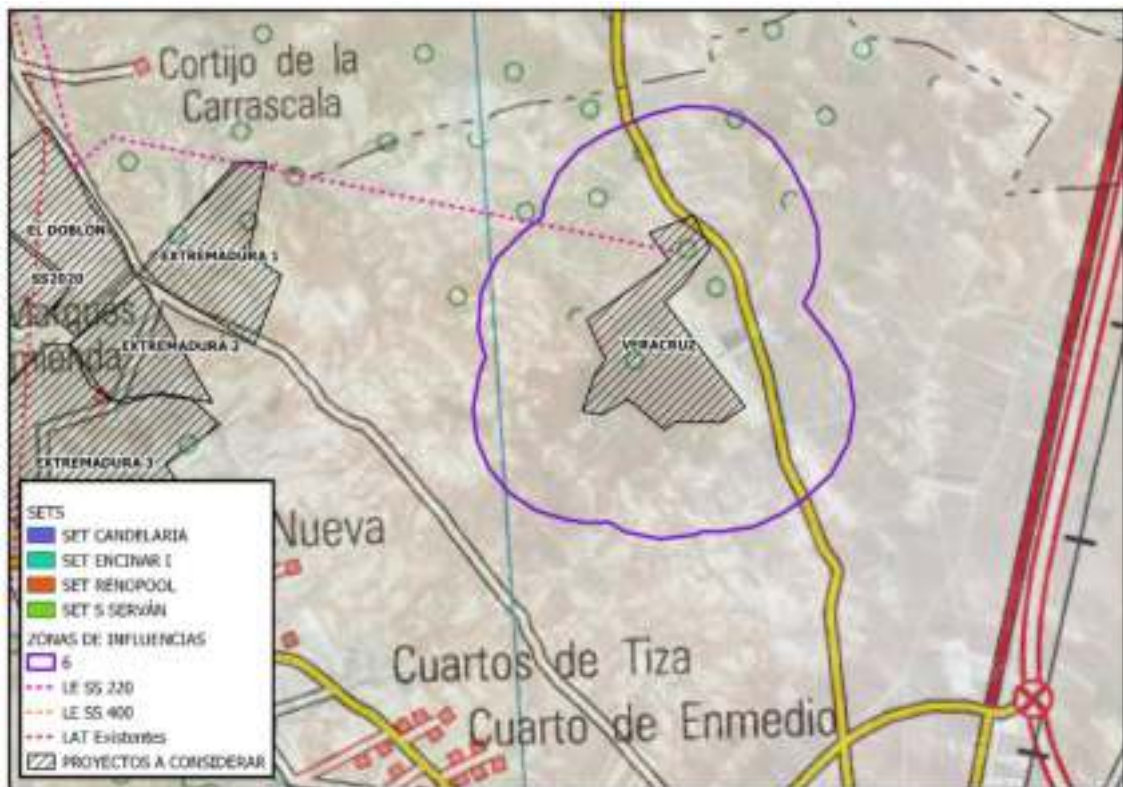 Cortijo de la
Carrascala
EL DOBLON
EXTREMADURA 1
SS2020
Marqués
EXTREMADURA 2
VERACRUZ
EXTREMADURA 3
Nueva
Cuartos de Tiza
Cuarto de Enmedio
SETS
SET CANDELARIA
SET ENCINAR I
SET RENOPOOL
SET S SERVÁN
ZONAS DE INFLUENCIAS
6
LE SS 220
LE SS 400
LAT Existentes
PROYECTOS A CONSIDERAR